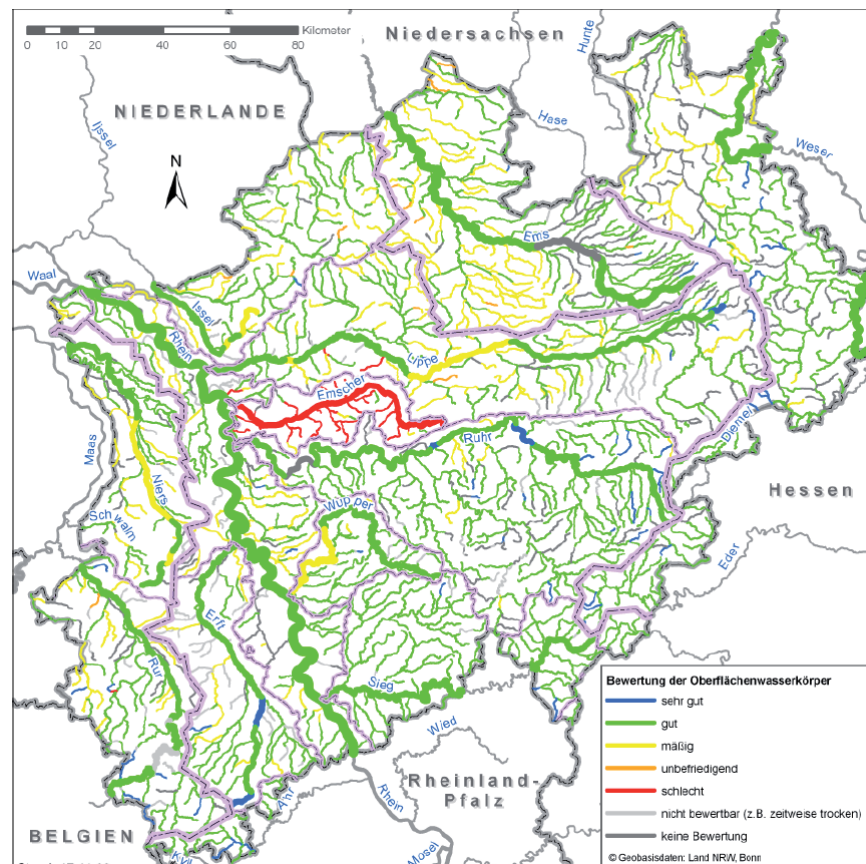 0 20 40 60 80 Kilometer
Niedersachsen
Hunte
NIEDERLANDE
Ijssel
Hase
Weser
N
Ems
Waal
Issel
Rhein
Lippe
Emscher
Ruhr
Diemel
Maas
Niers
Wupper
Hessen
Schwalm
Eder
Erft
Rur
Sieg
Wied
Rheinland-
Pfalz
Ahr
Rhein
BELGIEN
Mosel
Bewertung der Oberflächenwasserkörper
sehr gut
gut
mäßig
unbefriedigend
schlecht
nicht bewertbar (z.B. zeitweise trocken)
keine Bewertung
© Geobasisdaten: Land NRW, Bonn